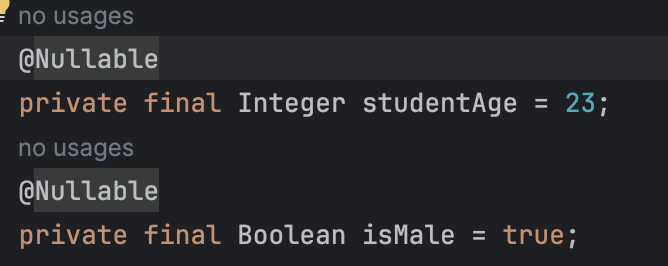 no usages
@Nullable
private final Integer studentAge = 23;
no usages
@Nullable
private final Boolean isMale = true;